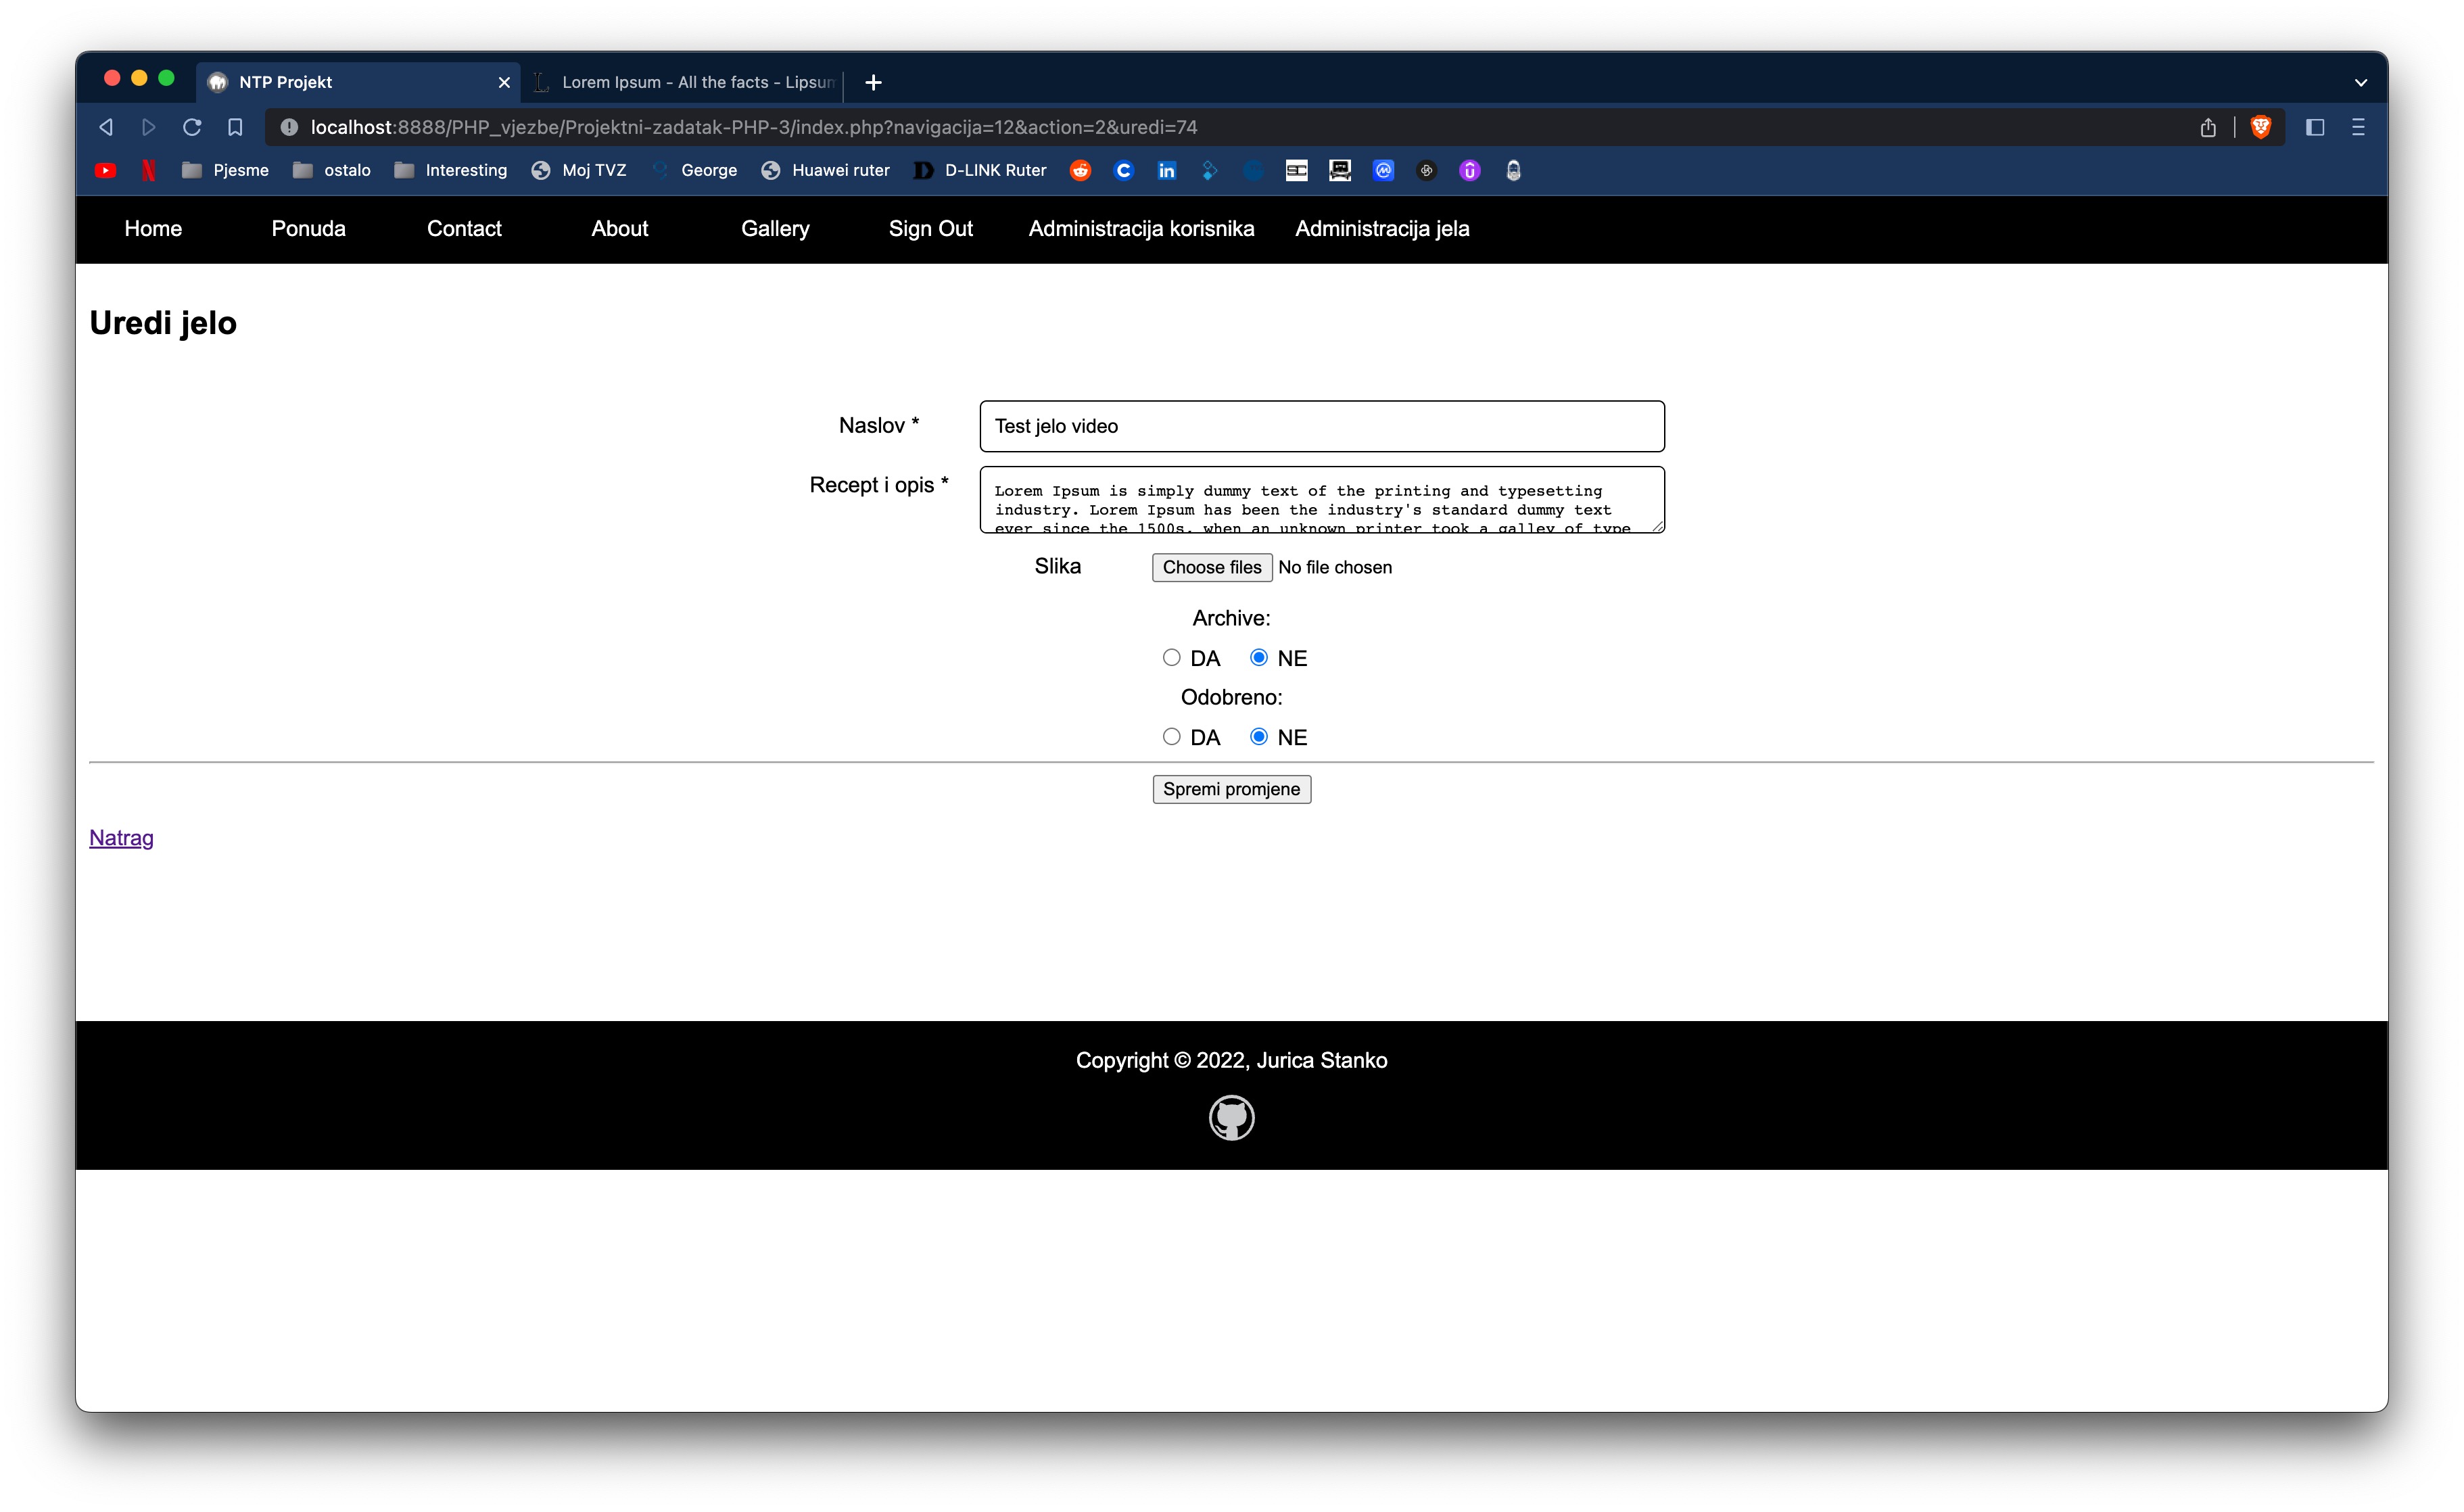 NTP Projekt
Lorem Ipsum - All the facts - Lipsum
localhost:8888/PHP_vjezbe/Projektni-zadatak-PHP-3/index.php?navigacija=12&action=2&uredi=74
Pjesme ostalo Interesting Moj TVZ George Huawei ruter D-LINK Ruter
Home Ponuda Contact About Gallery Sign Out Administracija korisnika Administracija jela
Uredi jelo
Naslov * Test jelo video
Recept i opis * Lorem Ipsum is simply dummy text of the printing and typesetting
industry. Lorem Ipsum has been the industry's standard dummy text
ever since the 1500s, when an unknown printer took a galley of type
Slika Choose files No file chosen
Archive:
DA NE
Odobreno:
DA NE
Spremi promjene
Natrag
Copyright © 2022, Jurica Stanko